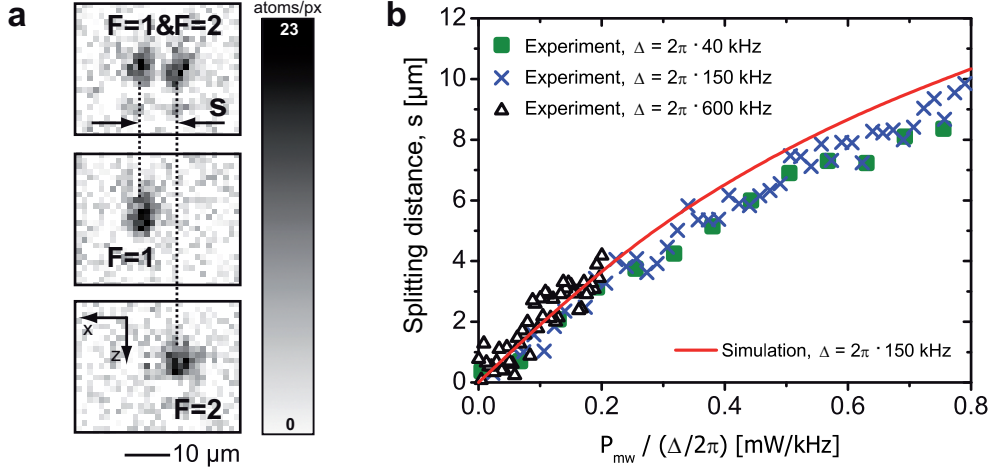 a
F=1&F=2
s
F=1
x
z
F=2
10 μm
atoms/px
23
0
b
Splitting distance, s [μm]
12
10
8
6
4
2
0
Experiment, Δ = 2π · 40 kHz
Experiment, Δ = 2π · 150 kHz
Experiment, Δ = 2π · 600 kHz
Simulation, Δ = 2π · 150 kHz
0.0 0.2 0.4 0.6 0.8
P_mw / (Δ/2π) [mW/kHz]